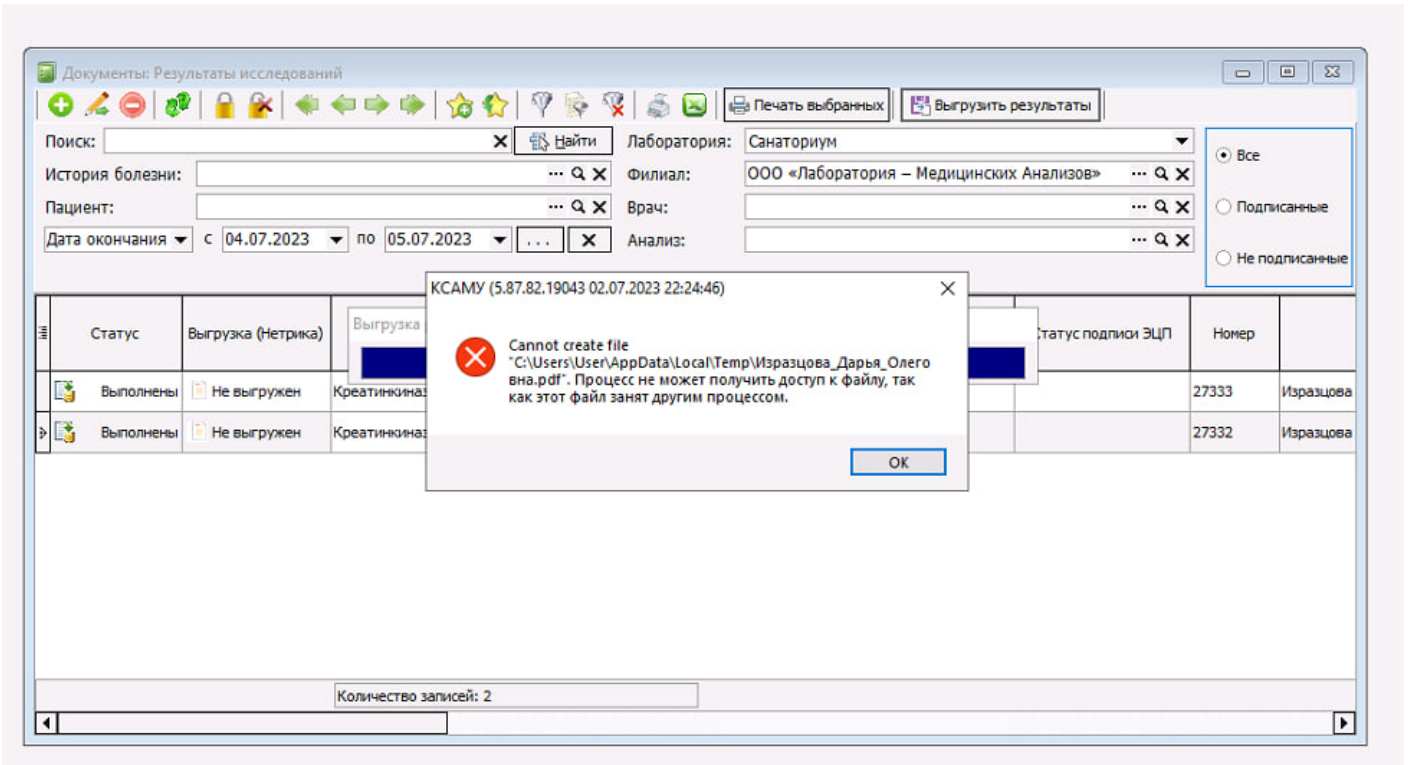 Документы: Результаты исследований
Печать выбранных Выгрузить результаты
Поиск: Найти Лаборатория: Санаториум
История болезни: ... Филиал: ООО «Лаборатория – Медицинских Анализов» ...
Пациент: ... Врач: ...
Дата окончания с 04.07.2023 по 05.07.2023 ... Анализ: ...
Все
Подписанные
Не подписанные
КСАМУ (5.87.82.19043 02.07.2023 22:24:46)
Cannot create file
"C:\Users\User\AppData\Local\Temp\Изразцова_Дарья_Олего
вна.pdf". Процесс не может получить доступ к файлу, так
как этот файл занят другим процессом.
OK
Выгрузка
Статус Выгрузка (Нетрика) татус подписи ЭЦП Номер
Выполнены Не выгружен Креатинкиназ 27333 Изразцова
Выполнены Не выгружен Креатинкиназ 27332 Изразцова
Количество записей: 2